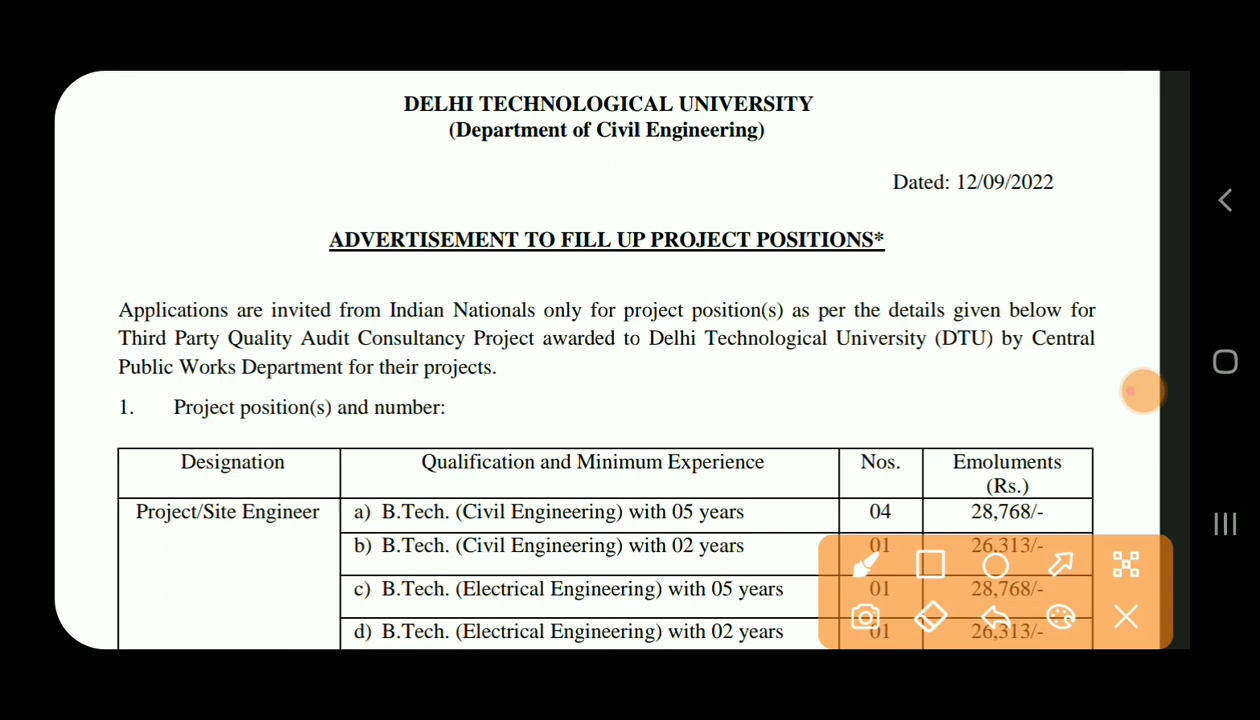 DELHI TECHNOLOGICAL UNIVERSITY
(Department of Civil Engineering)
Dated: 12/09/2022
ADVERTISEMENT TO FILL UP PROJECT POSITIONS*
Applications are invited from Indian Nationals only for project position(s) as per the details given below for
Third Party Quality Audit Consultancy Project awarded to Delhi Technological University (DTU) by Central
Public Works Department for their projects.
1. Project position(s) and number:
Designation Qualification and Minimum Experience Nos. Emoluments
(Rs.)
Project/Site Engineer a) B.Tech. (Civil Engineering) with 05 years 04 28,768/-
b) B.Tech. (Civil Engineering) with 02 years 01 26,313/-
c) B.Tech. (Electrical Engineering) with 05 years 01 28,768/-
d) B.Tech. (Electrical Engineering) with 02 years 01 26,313/-